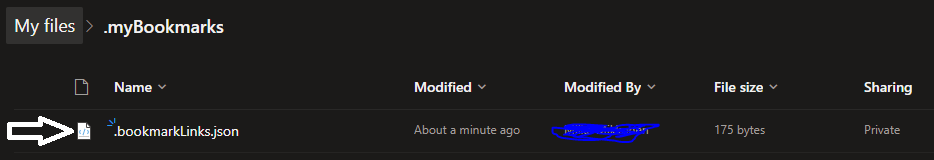 My files > .myBookmarks
Name Modified Modified By File size Sharing
.bookmarkLinks.json About a minute ago 175 bytes Private